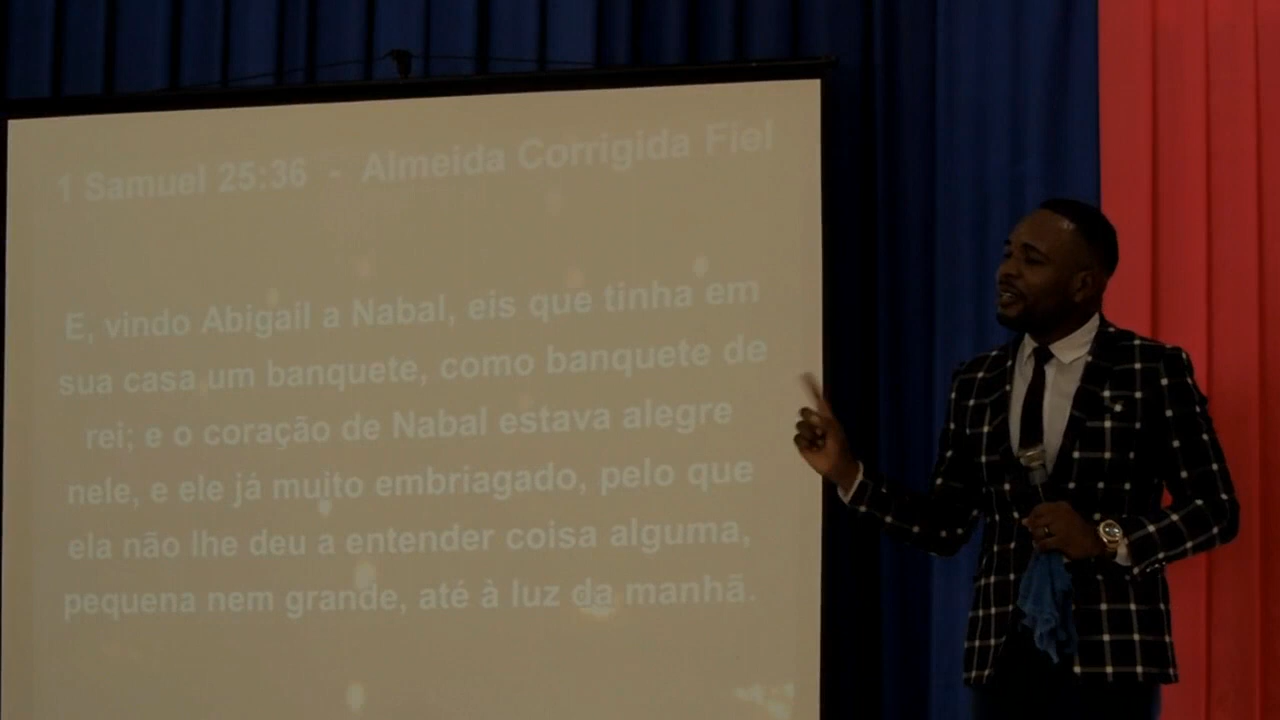 1 Samuel 25:36 - Almeida Corrigida Fiel
E, vindo Abigail a Nabal, eis que tinha em
sua casa um banquete, como banquete de
rei; e o coração de Nabal estava alegre
nele, e ele já muito embriagado, pelo que
ela não lhe deu a entender coisa alguma,
pequena nem grande, até à luz da manhã.